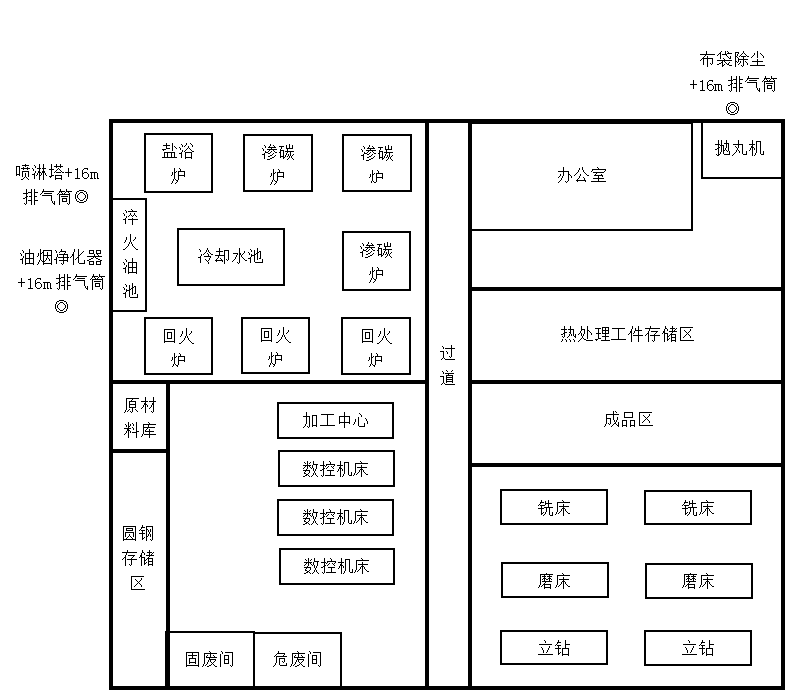 布袋除尘
+16m 排气筒
◎
喷淋塔+16m
排气筒◎
油烟净化器
+16m 排气筒
◎
盐浴
炉
渗碳
炉
渗碳
炉
淬
火
油
池
冷却水池
渗碳
炉
回火
炉
回火
炉
回火
炉
过
道
办公室
抛丸机
热处理工件存储区
成品区
原材
料库
圆钢
存储
区
加工中心
数控机床
数控机床
数控机床
固废间
危废间
铣床
铣床
磨床
磨床
立钻
立钻